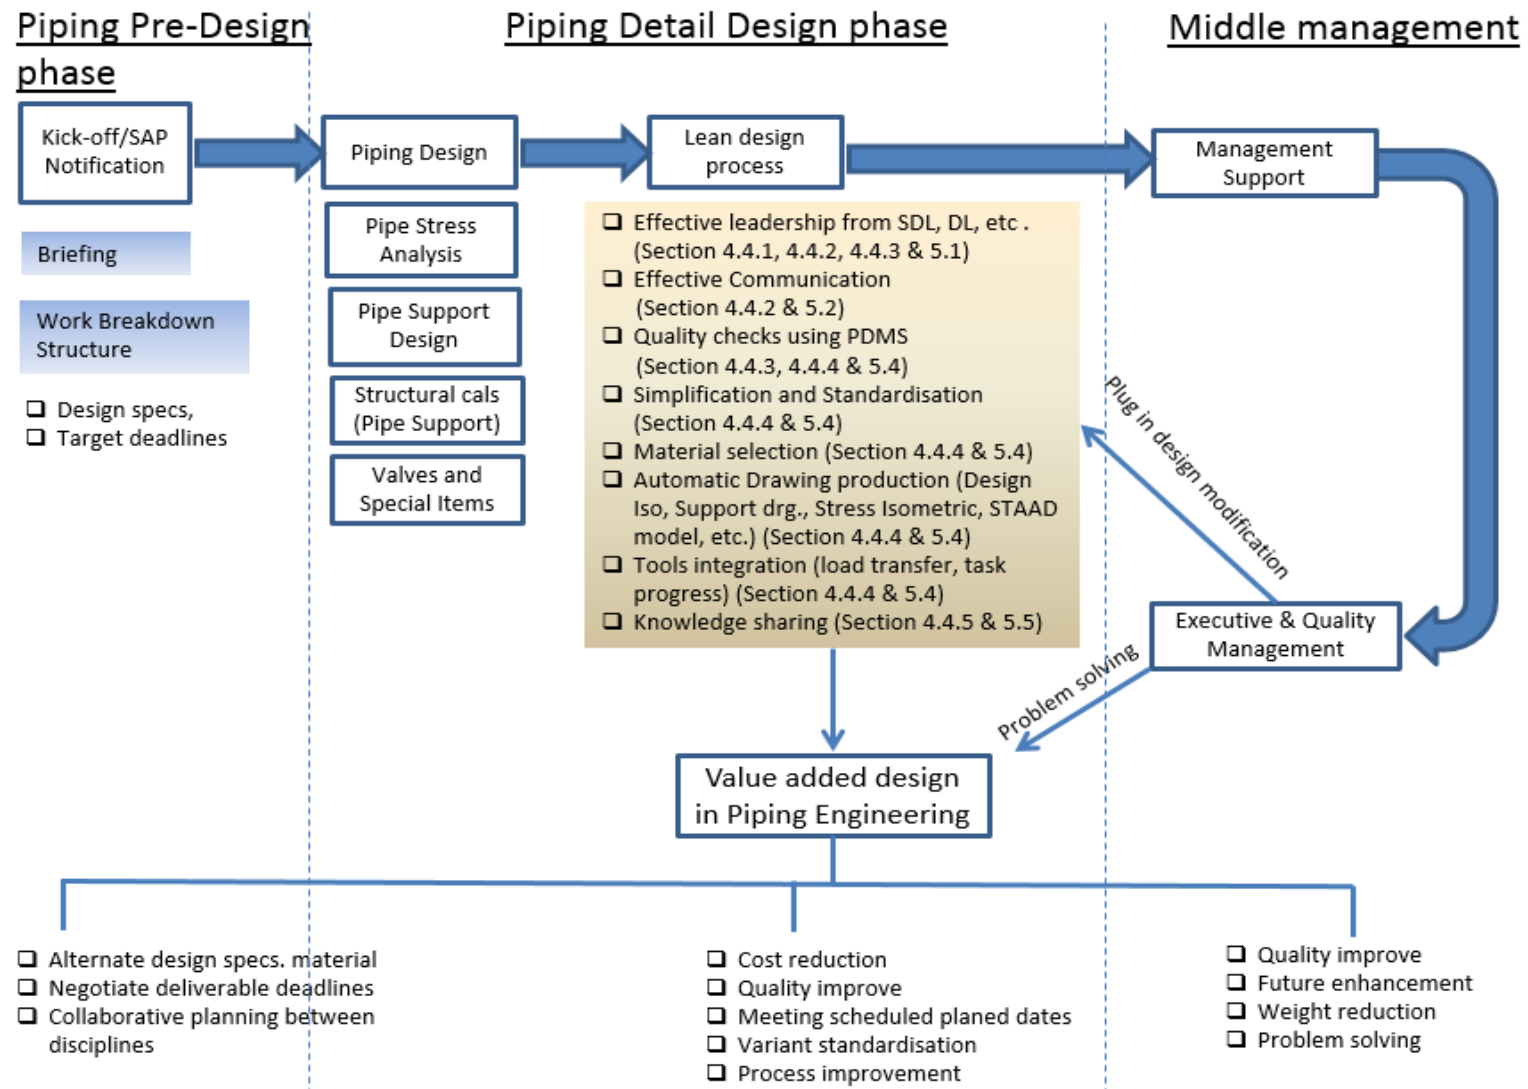 Piping Pre-Design
phase
Piping Detail Design phase
Middle management
Kick-off/SAP
Notification
Piping Design
Lean design
process
Management
Support
Briefing
Work Breakdown
Structure
Design specs,
Target deadlines
Pipe Stress
Analysis
Pipe Support
Design
Structural cals
(Pipe Support)
Valves and
Special Items
Effective leadership from SDL, DL, etc .
(Section 4.4.1, 4.4.2, 4.4.3 & 5.1)
Effective Communication
(Section 4.4.2 & 5.2)
Quality checks using PDMS
(Section 4.4.3, 4.4.4 & 5.4)
Simplification and Standardisation
(Section 4.4.4 & 5.4)
Material selection (Section 4.4.4 & 5.4)
Automatic Drawing production (Design
Iso, Support drg., Stress Isometric, STAAD
model, etc.) (Section 4.4.4 & 5.4)
Tools integration (load transfer, task
progress) (Section 4.4.4 & 5.4)
Knowledge sharing (Section 4.4.5 & 5.5)
Plug in design modification
Executive & Quality
Management
Problem solving
Value added design
in Piping Engineering
Alternate design specs. material
Negotiate deliverable deadlines
Collaborative planning between
disciplines
Cost reduction
Quality improve
Meeting scheduled planed dates
Variant standardisation
Process improvement
Quality improve
Future enhancement
Weight reduction
Problem solving